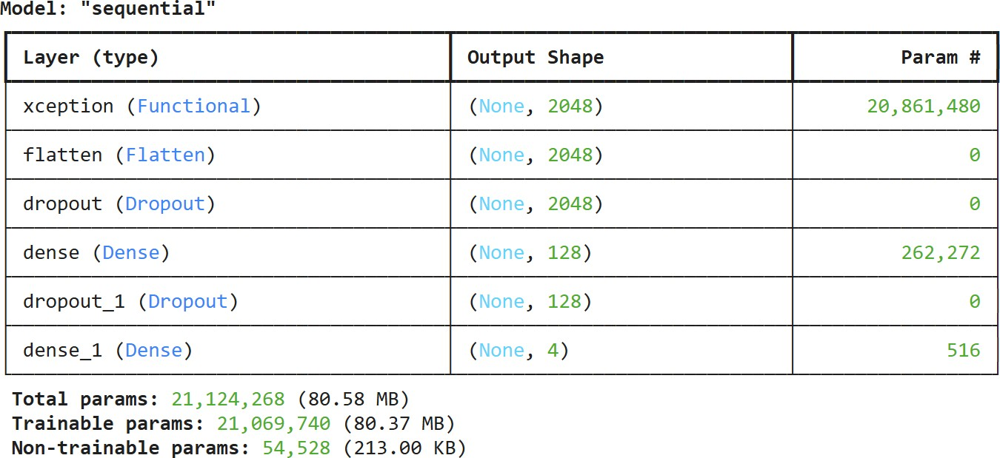 Model: "sequential"
Layer (type) Output Shape Param #
xception (Functional) (None, 2048) 20,861,480
flatten (Flatten) (None, 2048) 0
dropout (Dropout) (None, 2048) 0
dense (Dense) (None, 128) 262,272
dropout_1 (Dropout) (None, 128) 0
dense_1 (Dense) (None, 4) 516
Total params: 21,124,268 (80.58 MB)
Trainable params: 21,069,740 (80.37 MB)
Non-trainable params: 54,528 (213.00 KB)